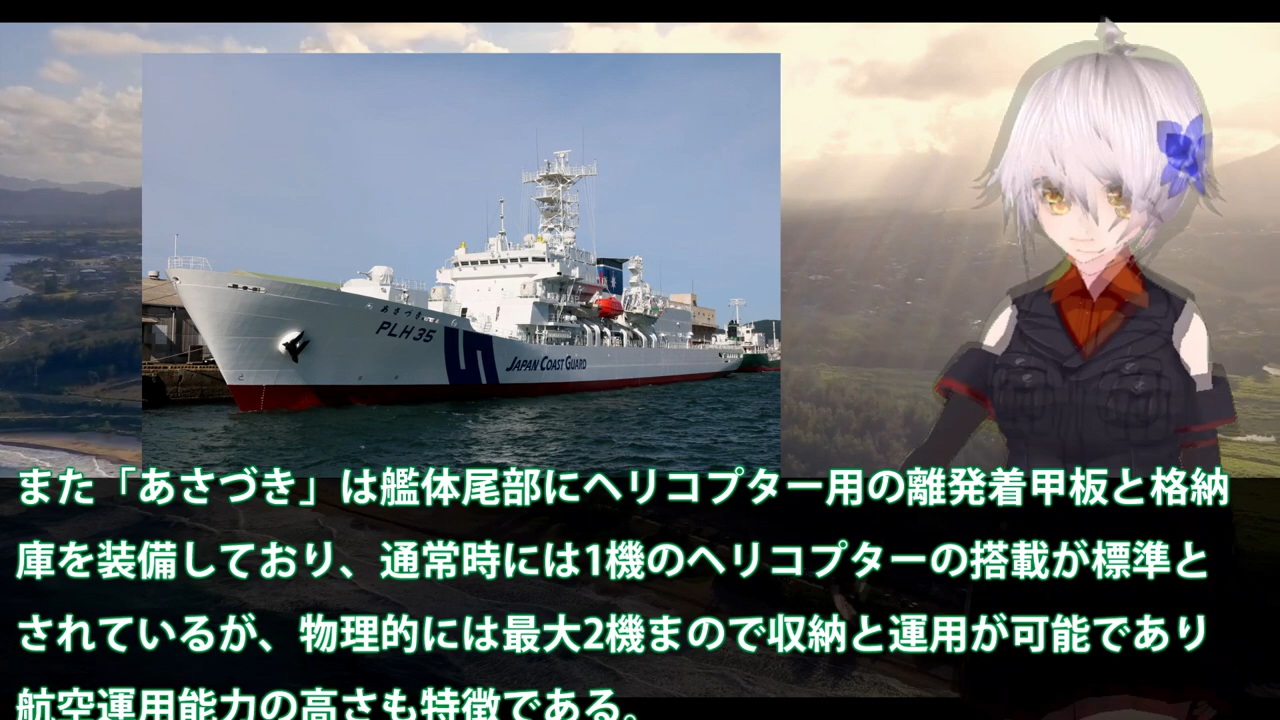 あさづき
PLH35
JAPAN COAST GUARD
また「あさづき」は艦体尾部にヘリコプター用の離発着甲板と格納
庫を装備しており、通常時には1機のヘリコプターの搭載が標準と
されているが、物理的には最大2機まので収納と運用が可能であり
航空運用能力の高さも特徴である。